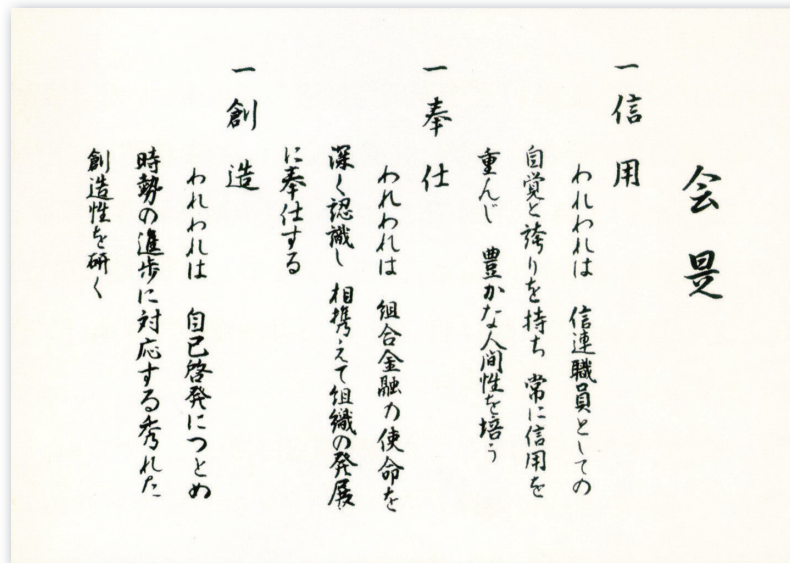 会是
一 信用
われわれは 信連職員としての
自覚と誇りを持ち 常に信用を
重んじ 豊かな人間性を培う
一 奉仕
われわれは 組合金融の使命を
深く認識し 相携えて組織の発展
に奉仕する
一 創造
われわれは 自己啓発につとめ
時勢の進歩に対応する秀れた
創造性を研く